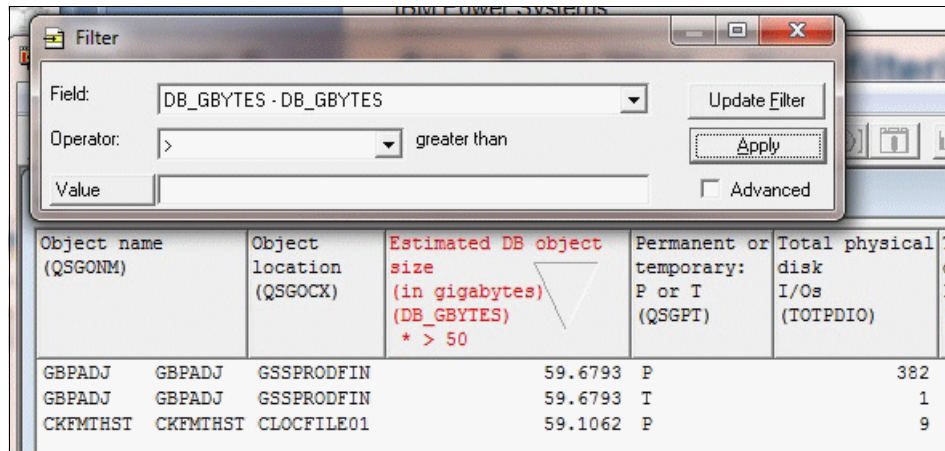 IBM Power Systems
Filter
Field:
DB_GBYTES - DB_GBYTES
Update Filter
Operator:
>
greater than
Apply
Value
Advanced
Object name
(QSGONM)
Object
location
(QSGOCX)
Estimated DB object
size
(in gigabytes)
(DB_GBYTES)
* > 50
Permanent or
temporary:
P or T
(QSGPT)
Total physical
disk
I/Os
(TOTPDIO)
GBPADJ GBPADJ GSSPRODFIN 59.6793 P 382
GBPADJ GBPADJ GSSPRODFIN 59.6793 T 1
CKFMTHST CKFMTHST CLOCFILE01 59.1062 P 9